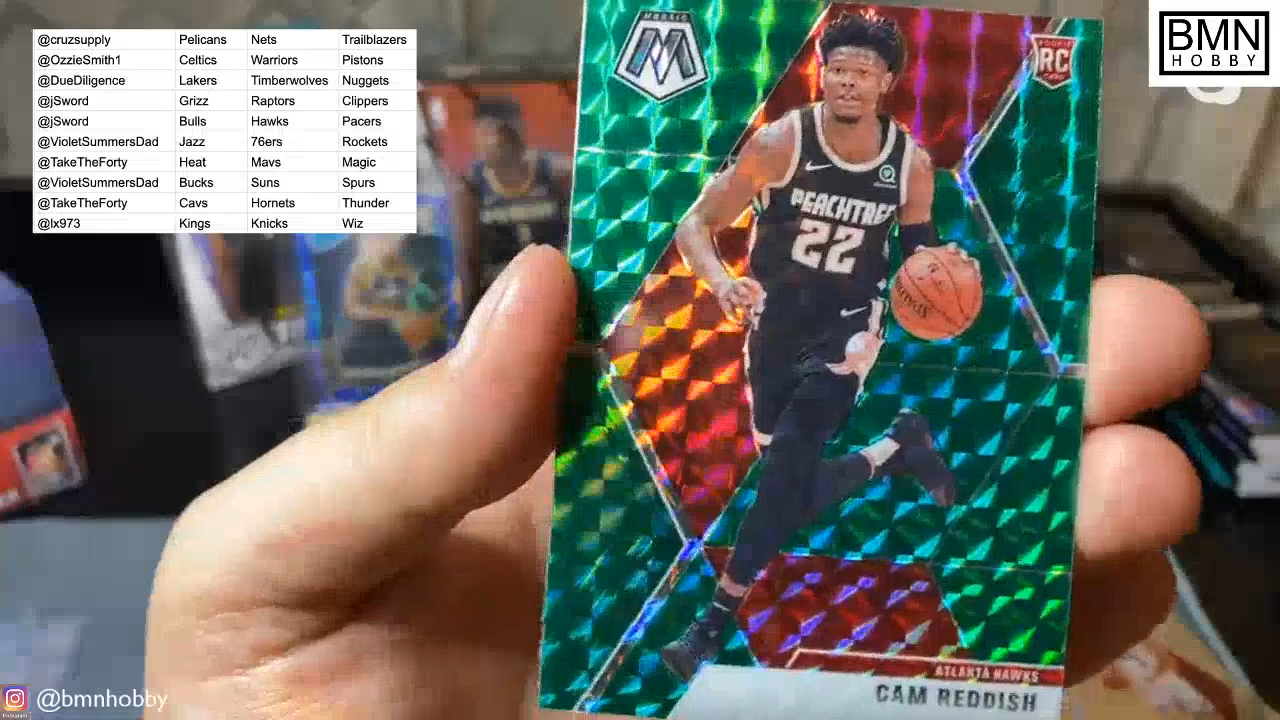 @cruzsupply Pelicans Nets Trailblazers
@OzzieSmith1 Celtics Warriors Pistons
@DueDiligence Lakers Timberwolves Nuggets
@jSword Grizz Raptors Clippers
@jSword Bulls Hawks Pacers
@VioletSummersDad Jazz 76ers Rockets
@TakeTheForty Heat Mavs Magic
@VioletSummersDad Bucks Suns Spurs
@TakeTheForty Cavs Hornets Thunder
@lx973 Kings Knicks Wiz
BMN
HOBBY
MOSAIC
RC
PEACHTREE
22
ATLANTA HAWKS
CAM REDDISH
@bmnhobby